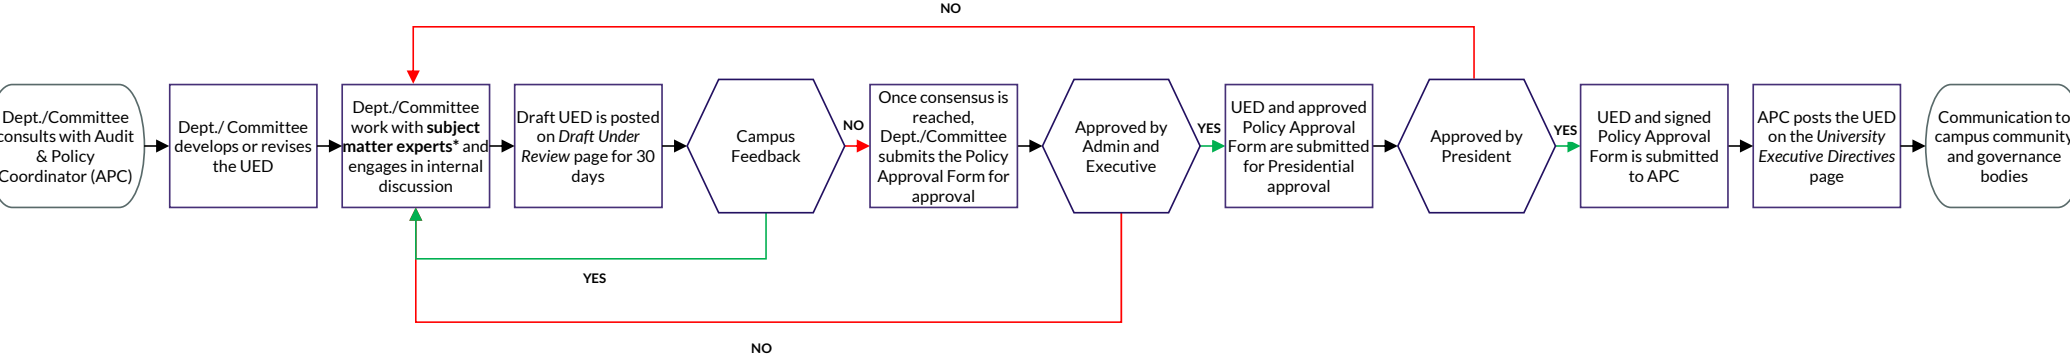 NO
Dept./Committee
consults with Audit
& Policy
Coordinator (APC)
Dept./ Committee
develops or revises
the UED
Dept./Committee
work with subject
matter experts* and
engages in internal
discussion
Draft UED is posted
on Draft Under
Review page for 30
days
Campus
Feedback
NO
Once consensus is
reached,
Dept./Committee
submits the Policy
Approval Form for
approval
Approved by
Admin and
Executive
YES
UED and approved
Policy Approval
Form are submitted
for Presidential
approval
Approved by
President
YES
UED and signed
Policy Approval
Form is submitted
to APC
APC posts the UED
on the University
Executive Directives
page
Communication to
campus community
and governance
bodies
YES
NO